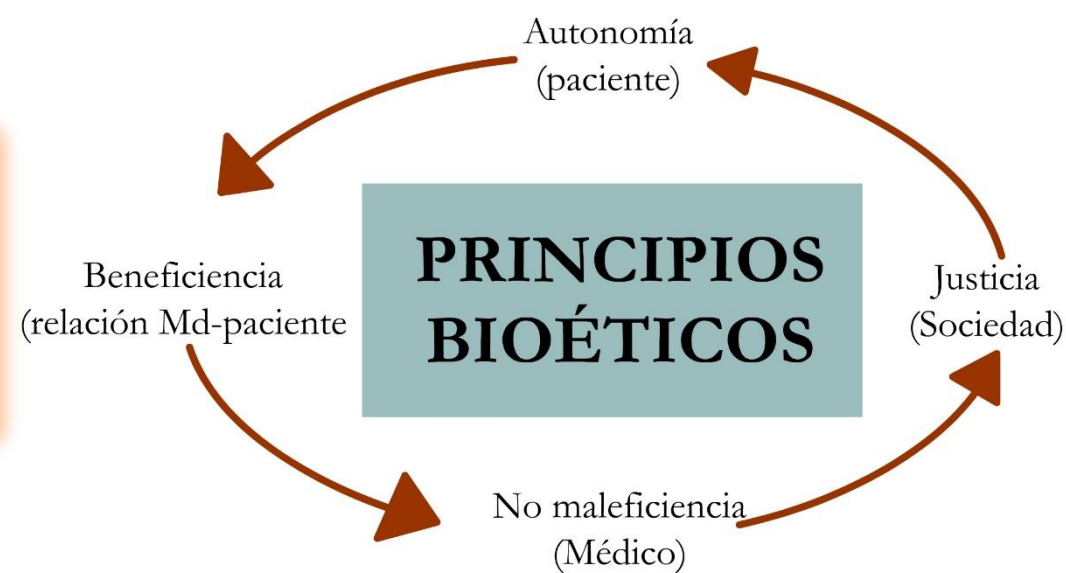 Autonomía
(paciente)
Beneficiencia
(relación Md-paciente
PRINCIPIOS
BIOÉTICOS
Justicia
(Sociedad)
No maleficiencia
(Médico)